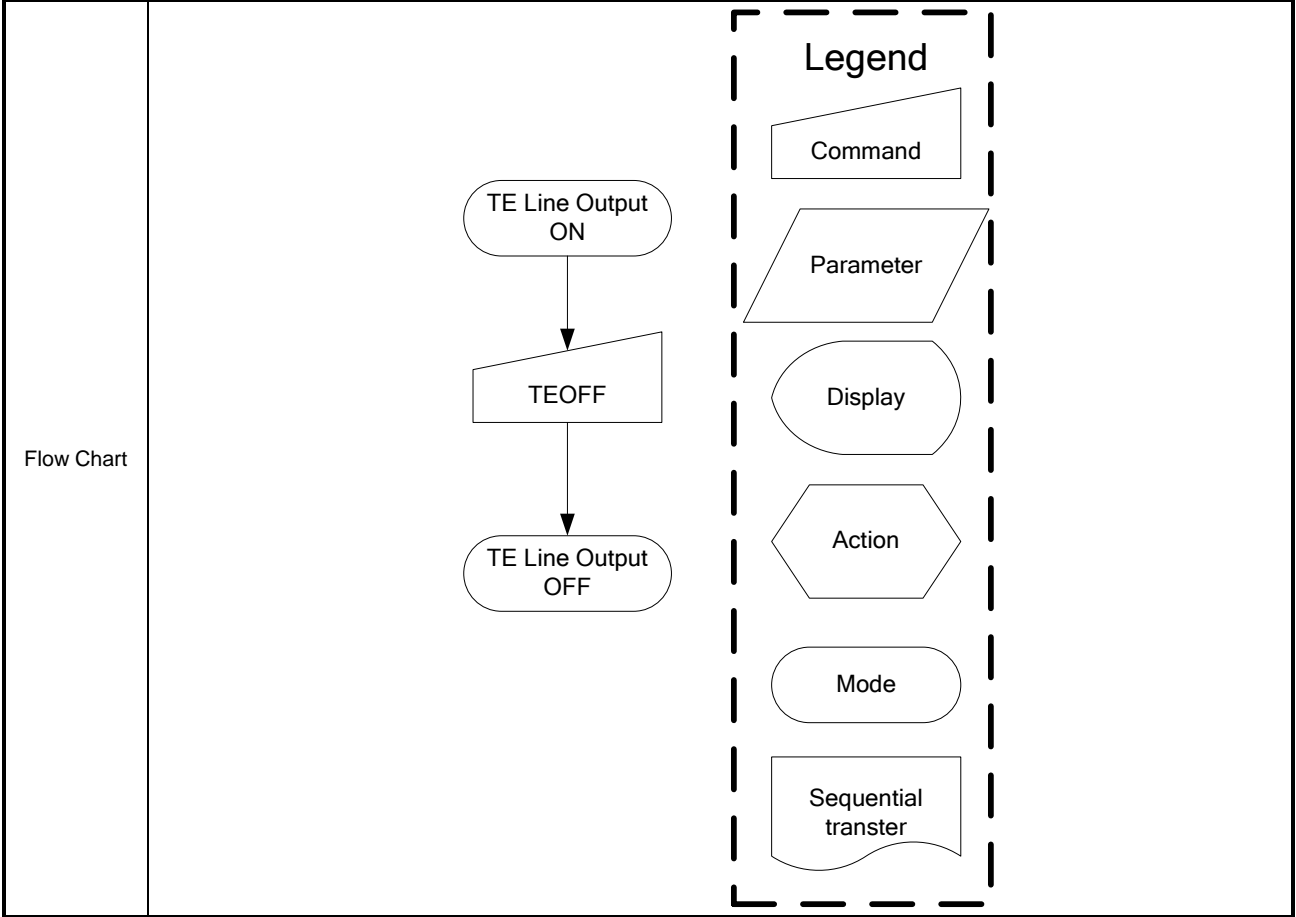 Flow Chart
TE Line Output
ON
TEOFF
TE Line Output
OFF
Legend
Command
Parameter
Display
Action
Mode
Sequential
transter